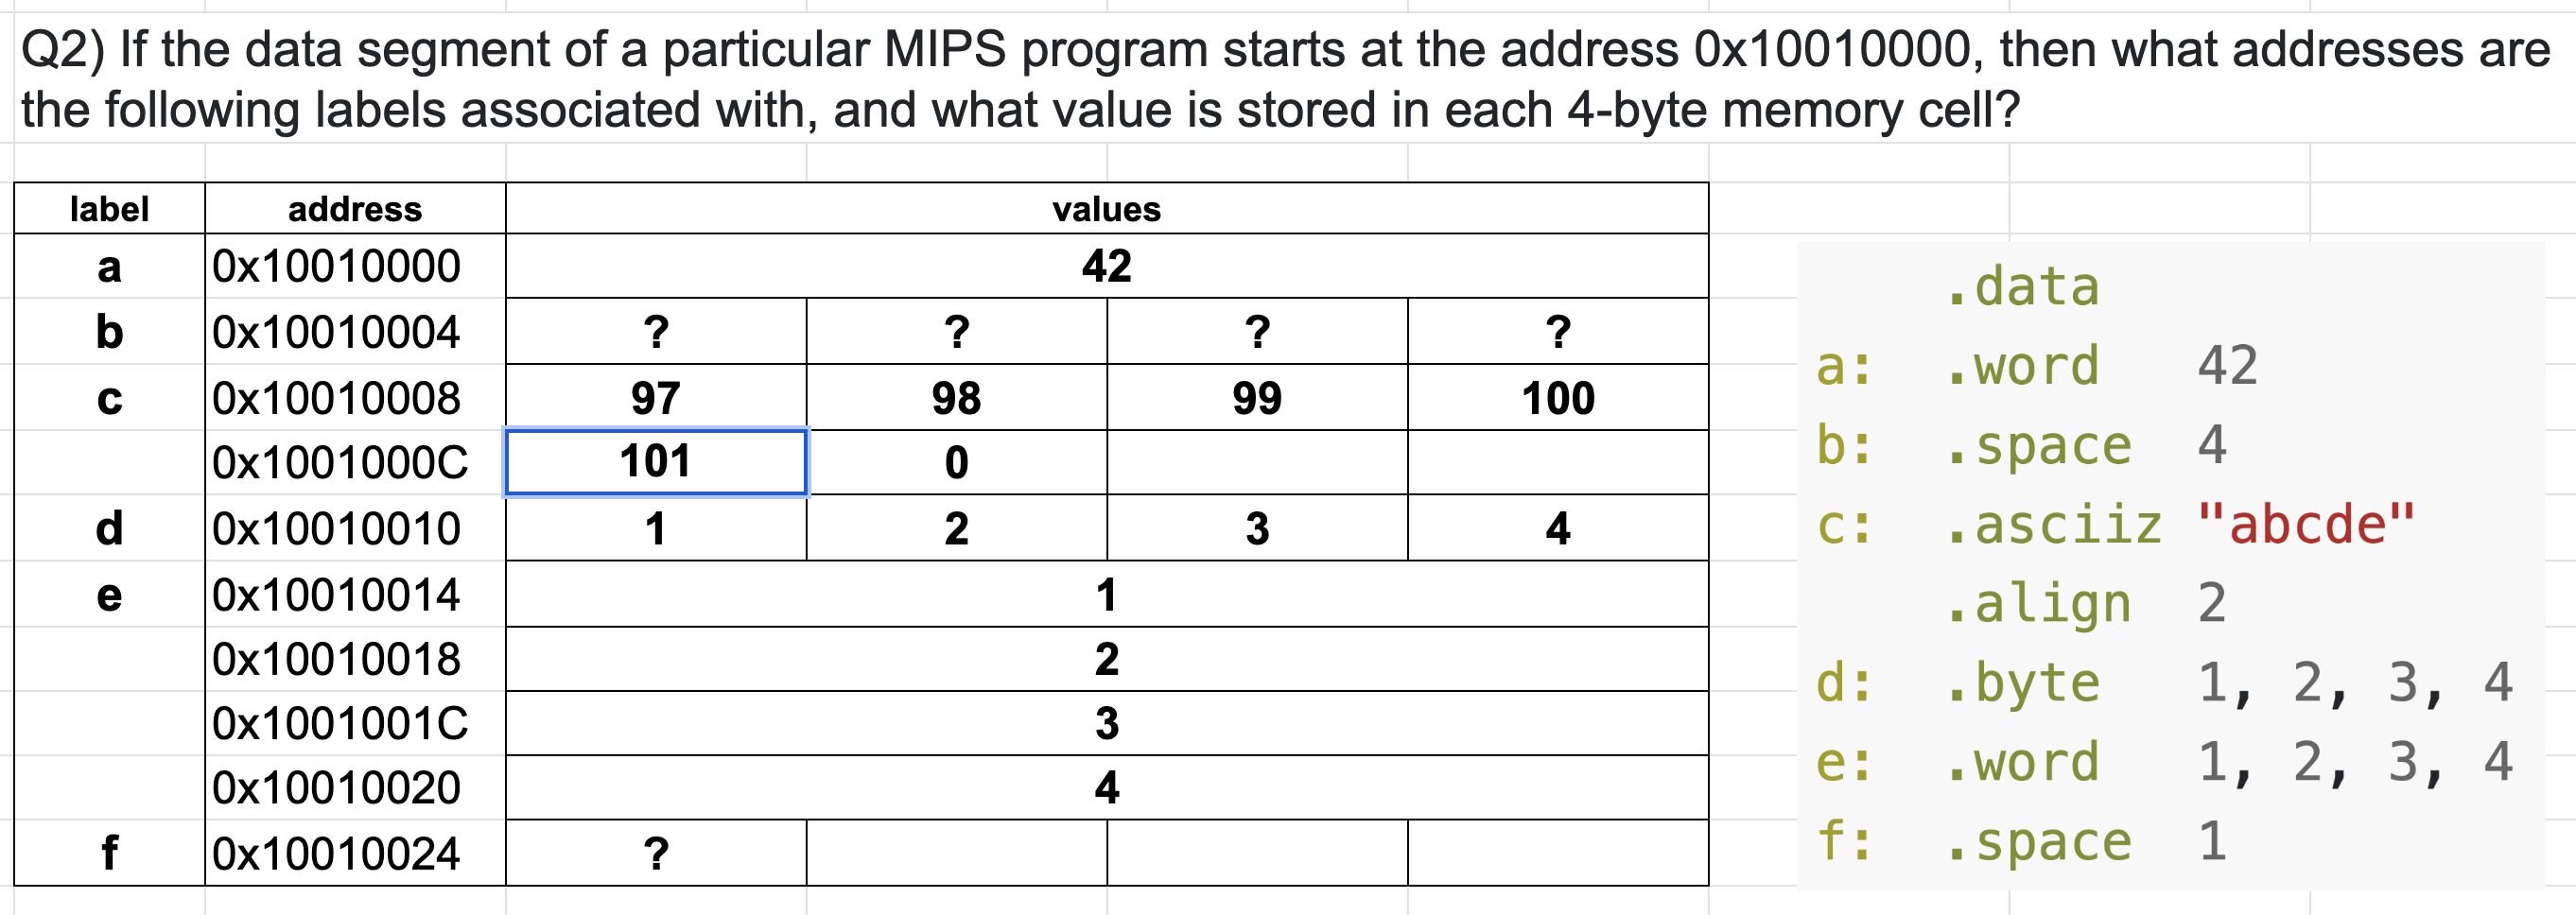 Q2) If the data segment of a particular MIPS program starts at the address 0x10010000, then what addresses are
the following labels associated with, and what value is stored in each 4-byte memory cell?
label address values
a 0x10010000 42
b 0x10010004 ? ? ? ?
c 0x10010008 97 98 99 100
0x1001000C 101 0
d 0x10010010 1 2 3 4
e 0x10010014 1
0x10010018 2
0x1001001C 3
0x10010020 4
f 0x10010024 ?
.data
a: .word 42
b: .space 4
c: .asciiz "abcde"
.align 2
d: .byte 1, 2, 3, 4
e: .word 1, 2, 3, 4
f: .space 1